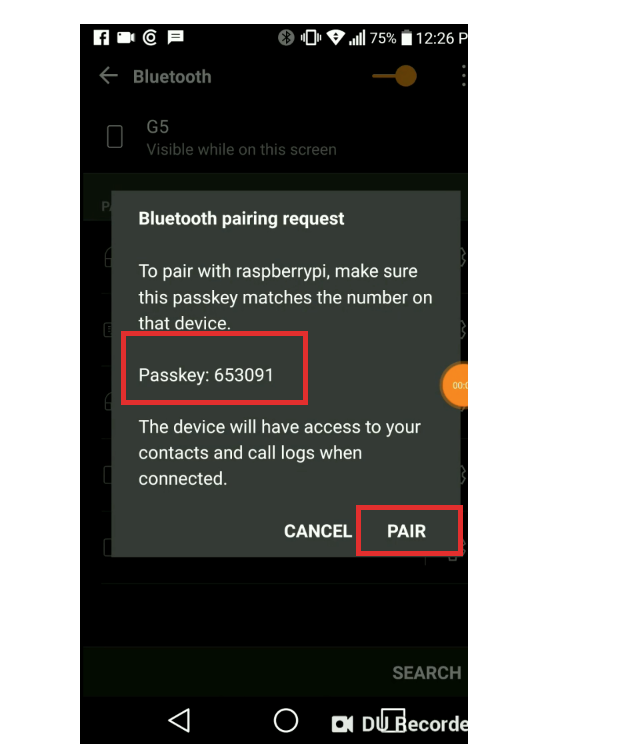 75% 12:26 P
Bluetooth
G5
Visible while on this screen
Bluetooth pairing request
To pair with raspberrypi, make sure
this passkey matches the number on
that device.
Passkey: 653091
00:0
The device will have access to your
contacts and call logs when
connected.
CANCEL PAIR
SEARCH
DU Recorde